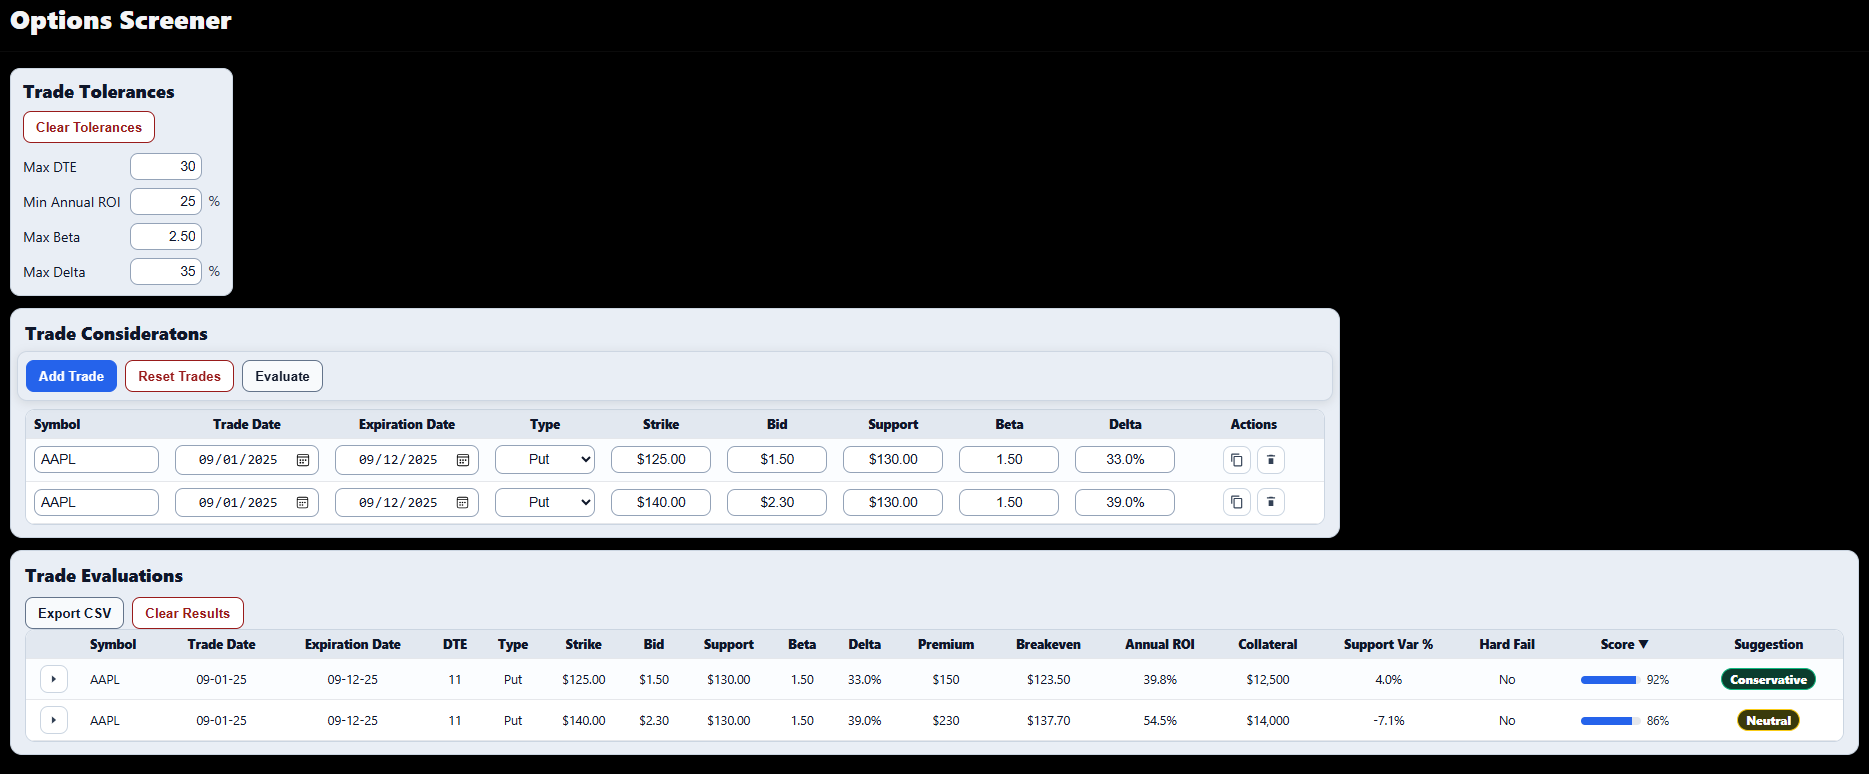 Options Screener
Trade Tolerances
Clear Tolerances
Max DTE 30
Min Annual ROI 25 %
Max Beta 2.50
Max Delta 35 %
Trade Consideratons
Add Trade Reset Trades Evaluate
Symbol Trade Date Expiration Date Type Strike Bid Support Beta Delta Actions
AAPL 09/01/2025 09/12/2025 Put $125.00 $1.50 $130.00 1.50 33.0%
AAPL 09/01/2025 09/12/2025 Put $140.00 $2.30 $130.00 1.50 39.0%
Trade Evaluations
Export CSV Clear Results
Symbol Trade Date Expiration Date DTE Type Strike Bid Support Beta Delta Premium Breakeven Annual ROI Collateral Support Var % Hard Fail Score ▼ Suggestion
AAPL 09-01-25 09-12-25 11 Put $125.00 $1.50 $130.00 1.50 33.0% $150 $123.50 39.8% $12,500 4.0% No 92% Conservative
AAPL 09-01-25 09-12-25 11 Put $140.00 $2.30 $130.00 1.50 39.0% $230 $137.70 54.5% $14,000 -7.1% No 86% Neutral